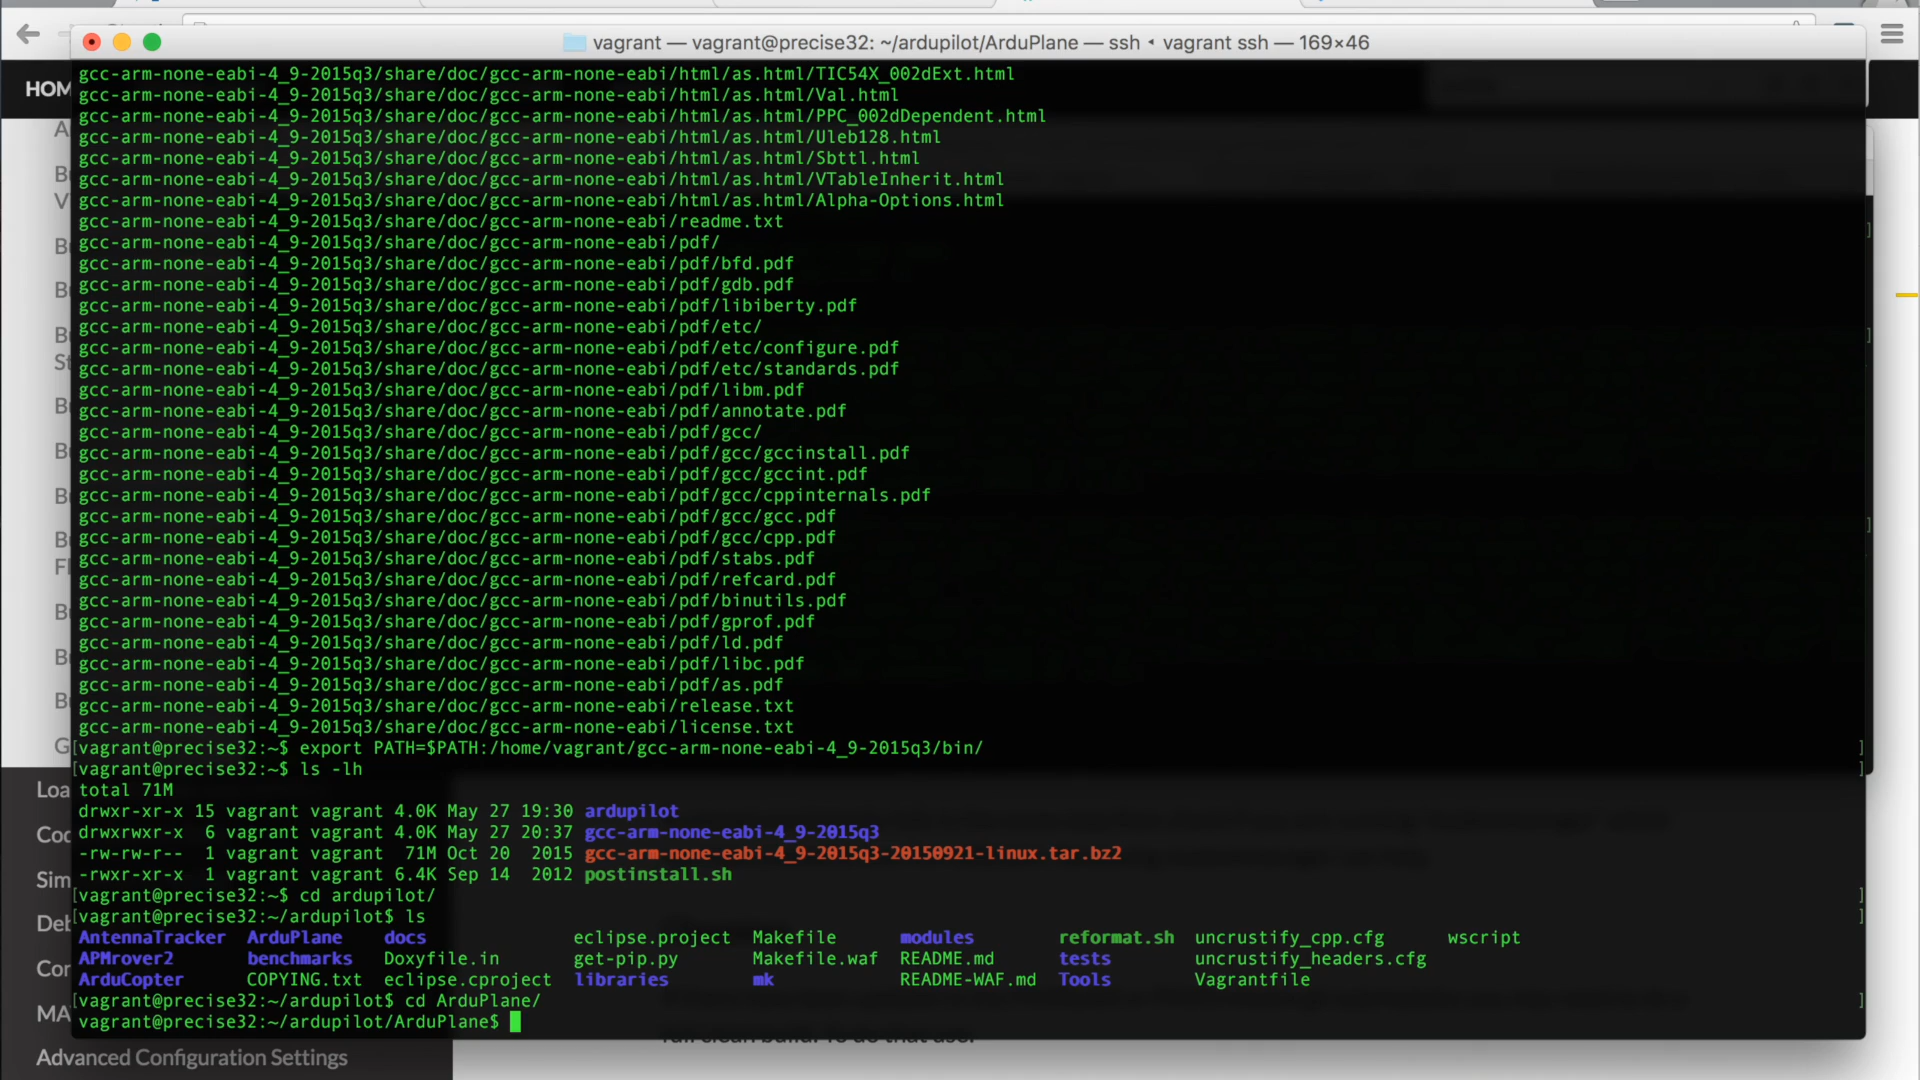 vagrant — vagrant@precise32: ~/ardupilot/ArduPlane — ssh ◂ vagrant ssh — 169×46
HOM
gcc-arm-none-eabi-4_9-2015q3/share/doc/gcc-arm-none-eabi/html/as.html/TIC54X_002dExt.html
gcc-arm-none-eabi-4_9-2015q3/share/doc/gcc-arm-none-eabi/html/as.html/Val.html
gcc-arm-none-eabi-4_9-2015q3/share/doc/gcc-arm-none-eabi/html/as.html/PPC_002dDependent.html
gcc-arm-none-eabi-4_9-2015q3/share/doc/gcc-arm-none-eabi/html/as.html/Uleb128.html
gcc-arm-none-eabi-4_9-2015q3/share/doc/gcc-arm-none-eabi/html/as.html/Sbttl.html
gcc-arm-none-eabi-4_9-2015q3/share/doc/gcc-arm-none-eabi/html/as.html/VTableInherit.html
gcc-arm-none-eabi-4_9-2015q3/share/doc/gcc-arm-none-eabi/html/as.html/Alpha-Options.html
gcc-arm-none-eabi-4_9-2015q3/share/doc/gcc-arm-none-eabi/readme.txt
gcc-arm-none-eabi-4_9-2015q3/share/doc/gcc-arm-none-eabi/pdf/
gcc-arm-none-eabi-4_9-2015q3/share/doc/gcc-arm-none-eabi/pdf/bfd.pdf
gcc-arm-none-eabi-4_9-2015q3/share/doc/gcc-arm-none-eabi/pdf/gdb.pdf
gcc-arm-none-eabi-4_9-2015q3/share/doc/gcc-arm-none-eabi/pdf/libiberty.pdf
gcc-arm-none-eabi-4_9-2015q3/share/doc/gcc-arm-none-eabi/pdf/etc/
gcc-arm-none-eabi-4_9-2015q3/share/doc/gcc-arm-none-eabi/pdf/etc/configure.pdf
gcc-arm-none-eabi-4_9-2015q3/share/doc/gcc-arm-none-eabi/pdf/etc/standards.pdf
gcc-arm-none-eabi-4_9-2015q3/share/doc/gcc-arm-none-eabi/pdf/libm.pdf
gcc-arm-none-eabi-4_9-2015q3/share/doc/gcc-arm-none-eabi/pdf/annotate.pdf
gcc-arm-none-eabi-4_9-2015q3/share/doc/gcc-arm-none-eabi/pdf/gcc/
gcc-arm-none-eabi-4_9-2015q3/share/doc/gcc-arm-none-eabi/pdf/gcc/gccinstall.pdf
gcc-arm-none-eabi-4_9-2015q3/share/doc/gcc-arm-none-eabi/pdf/gcc/gccint.pdf
gcc-arm-none-eabi-4_9-2015q3/share/doc/gcc-arm-none-eabi/pdf/gcc/cppinternals.pdf
gcc-arm-none-eabi-4_9-2015q3/share/doc/gcc-arm-none-eabi/pdf/gcc/gcc.pdf
gcc-arm-none-eabi-4_9-2015q3/share/doc/gcc-arm-none-eabi/pdf/gcc/cpp.pdf
gcc-arm-none-eabi-4_9-2015q3/share/doc/gcc-arm-none-eabi/pdf/stabs.pdf
gcc-arm-none-eabi-4_9-2015q3/share/doc/gcc-arm-none-eabi/pdf/refcard.pdf
gcc-arm-none-eabi-4_9-2015q3/share/doc/gcc-arm-none-eabi/pdf/binutils.pdf
gcc-arm-none-eabi-4_9-2015q3/share/doc/gcc-arm-none-eabi/pdf/gprof.pdf
gcc-arm-none-eabi-4_9-2015q3/share/doc/gcc-arm-none-eabi/pdf/ld.pdf
gcc-arm-none-eabi-4_9-2015q3/share/doc/gcc-arm-none-eabi/pdf/libc.pdf
gcc-arm-none-eabi-4_9-2015q3/share/doc/gcc-arm-none-eabi/pdf/as.pdf
gcc-arm-none-eabi-4_9-2015q3/share/doc/gcc-arm-none-eabi/release.txt
gcc-arm-none-eabi-4_9-2015q3/share/doc/gcc-arm-none-eabi/license.txt
[vagrant@precise32:~$ export PATH=$PATH:/home/vagrant/gcc-arm-none-eabi-4_9-2015q3/bin/ ]
[vagrant@precise32:~$ ls -lh ]
total 71M
drwxr-xr-x 15 vagrant vagrant 4.0K May 27 19:30 ardupilot
drwxrwxr-x  6 vagrant vagrant 4.0K May 27 20:37 gcc-arm-none-eabi-4_9-2015q3
-rw-rw-r--  1 vagrant vagrant  71M Oct 20  2015 gcc-arm-none-eabi-4_9-2015q3-20150921-linux.tar.bz2
-rwxr-xr-x  1 vagrant vagrant 6.4K Sep 14  2012 postinstall.sh
[vagrant@precise32:~$ cd ardupilot/ ]
[vagrant@precise32:~/ardupilot$ ls ]
AntennaTracker  ArduPlane  docs  eclipse.project  Makefile  modules  reformat.sh  uncrustify_cpp.cfg  wscript
APMrover2  benchmarks  Doxyfile.in  get-pip.py  Makefile.waf  README.md  tests  uncrustify_headers.cfg
ArduCopter  COPYING.txt  eclipse.cproject  libraries  mk  README-WAF.md  Tools  Vagrantfile
[vagrant@precise32:~/ardupilot$ cd ArduPlane/ ]
vagrant@precise32:~/ardupilot/ArduPlane$
Loa
Sim
Deb
MA
Advanced Configuration Settings